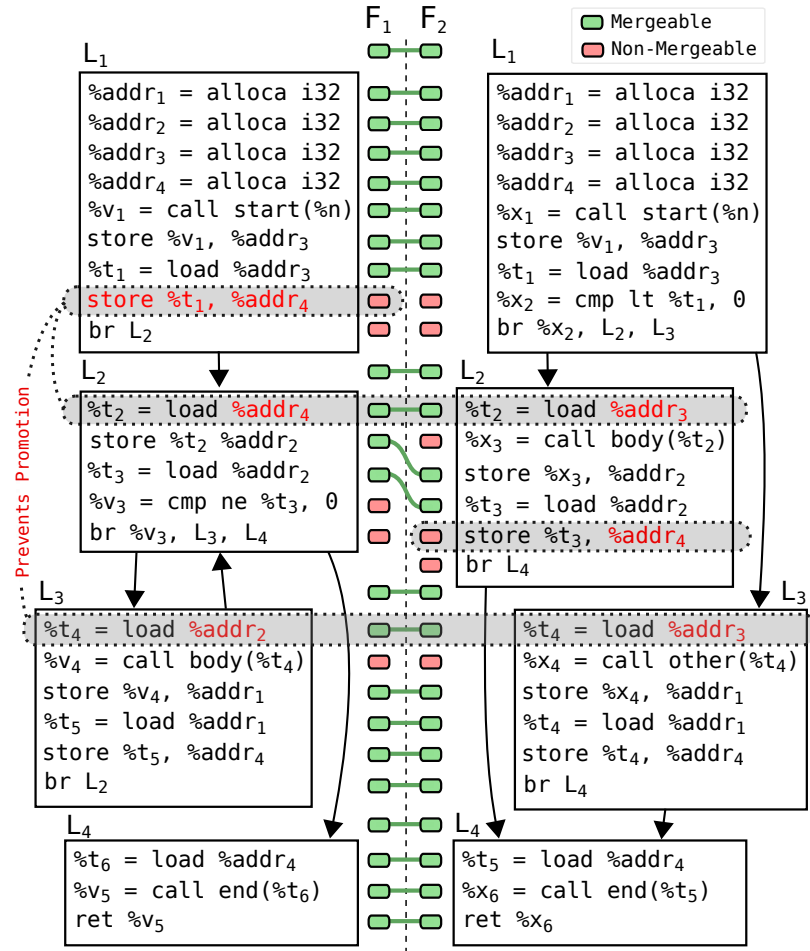 F₁ F₂
Mergeable
Non-Mergeable
L₁
%addr₁ = alloca i32
%addr₂ = alloca i32
%addr₃ = alloca i32
%addr₄ = alloca i32
%v₁ = call start(%n)
store %v₁, %addr₃
%t₁ = load %addr₃
store %t₁, %addr₄
br L₂
L₁
%addr₁ = alloca i32
%addr₂ = alloca i32
%addr₃ = alloca i32
%addr₄ = alloca i32
%x₁ = call start(%n)
store %v₁, %addr₃
%t₁ = load %addr₃
%x₂ = cmp lt %t₁, 0
br %x₂, L₂, L₃
Prevents Promotion
L₂
%t₂ = load %addr₄
store %t₂ %addr₂
%t₃ = load %addr₂
%v₃ = cmp ne %t₃, 0
br %v₃, L₃, L₄
L₂
%t₂ = load %addr₃
%x₃ = call body(%t₂)
store %x₃, %addr₂
%t₃ = load %addr₂
store %t₃, %addr₄
br L₄
L₃
%t₄ = load %addr₂
%v₄ = call body(%t₄)
store %v₄, %addr₁
%t₅ = load %addr₁
store %t₅, %addr₄
br L₂
L₃
%t₄ = load %addr₃
%x₄ = call other(%t₄)
store %x₄, %addr₁
%t₄ = load %addr₁
store %t₄, %addr₄
br L₄
L₄
%t₆ = load %addr₄
%v₅ = call end(%t₆)
ret %v₅
L₄
%t₅ = load %addr₄
%x₆ = call end(%t₅)
ret %x₆